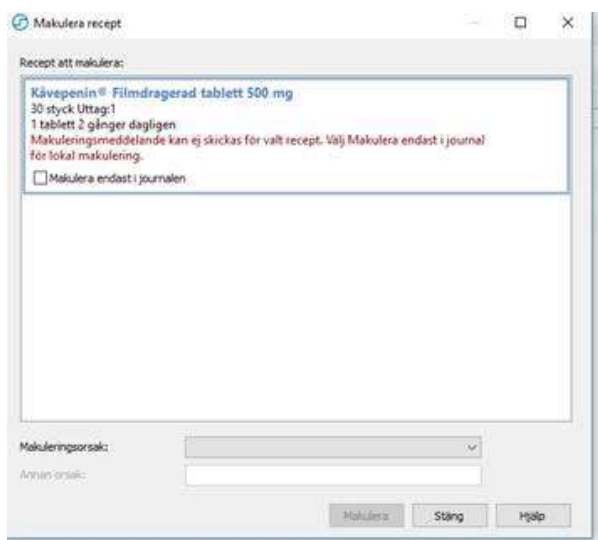 Makulera recept
Recept att makulera:
Kåvepenin® Filmdragerad tablett 500 mg
30 styck Uttag:1
1 tablett 2 gånger dagligen
Makuleringsmeddelande kan ej skickas för valt recept. Välj Makulera endast i journal
för lokal makulering.
Makulera endast i journalen
Makuleringsorsak:
Annan orsak:
Makulera Stäng Hjälp